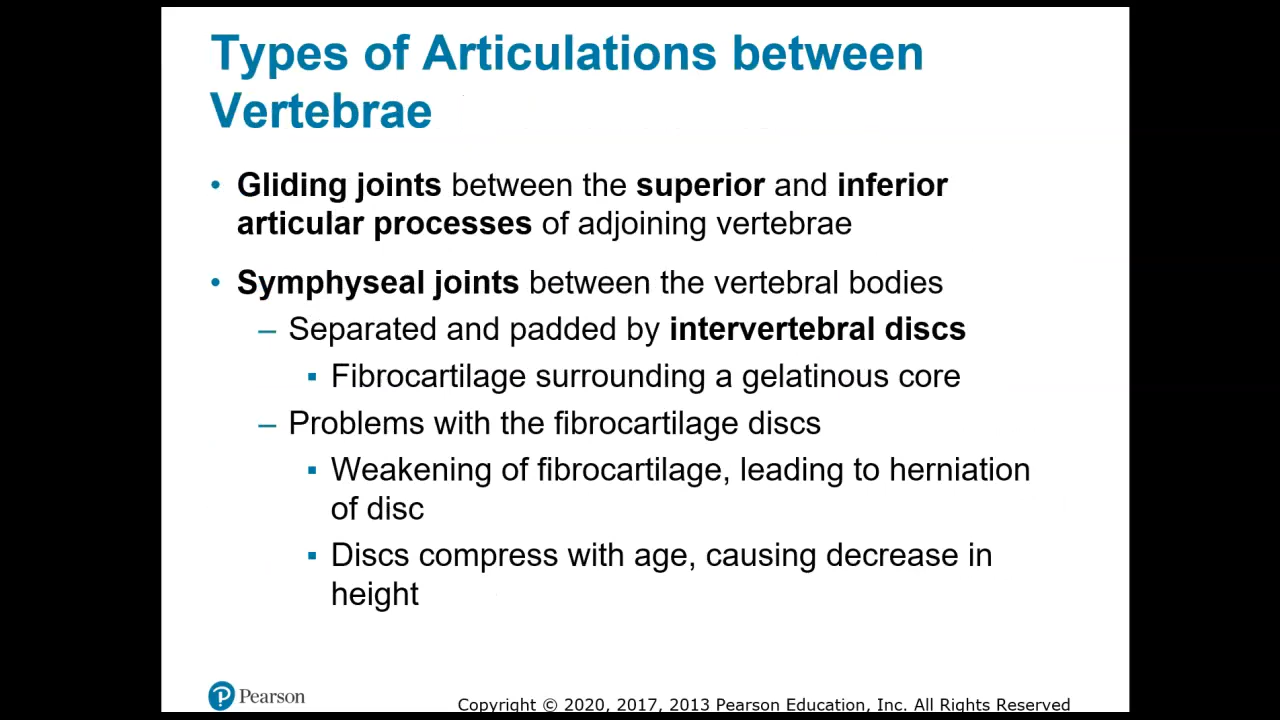 Types of Articulations between
Vertebrae
• Gliding joints between the superior and inferior
articular processes of adjoining vertebrae
• Symphyseal joints between the vertebral bodies
– Separated and padded by intervertebral discs
▪ Fibrocartilage surrounding a gelatinous core
– Problems with the fibrocartilage discs
▪ Weakening of fibrocartilage, leading to herniation
of disc
▪ Discs compress with age, causing decrease in
height
P Pearson
Copyright © 2020, 2017, 2013 Pearson Education, Inc. All Rights Reserved